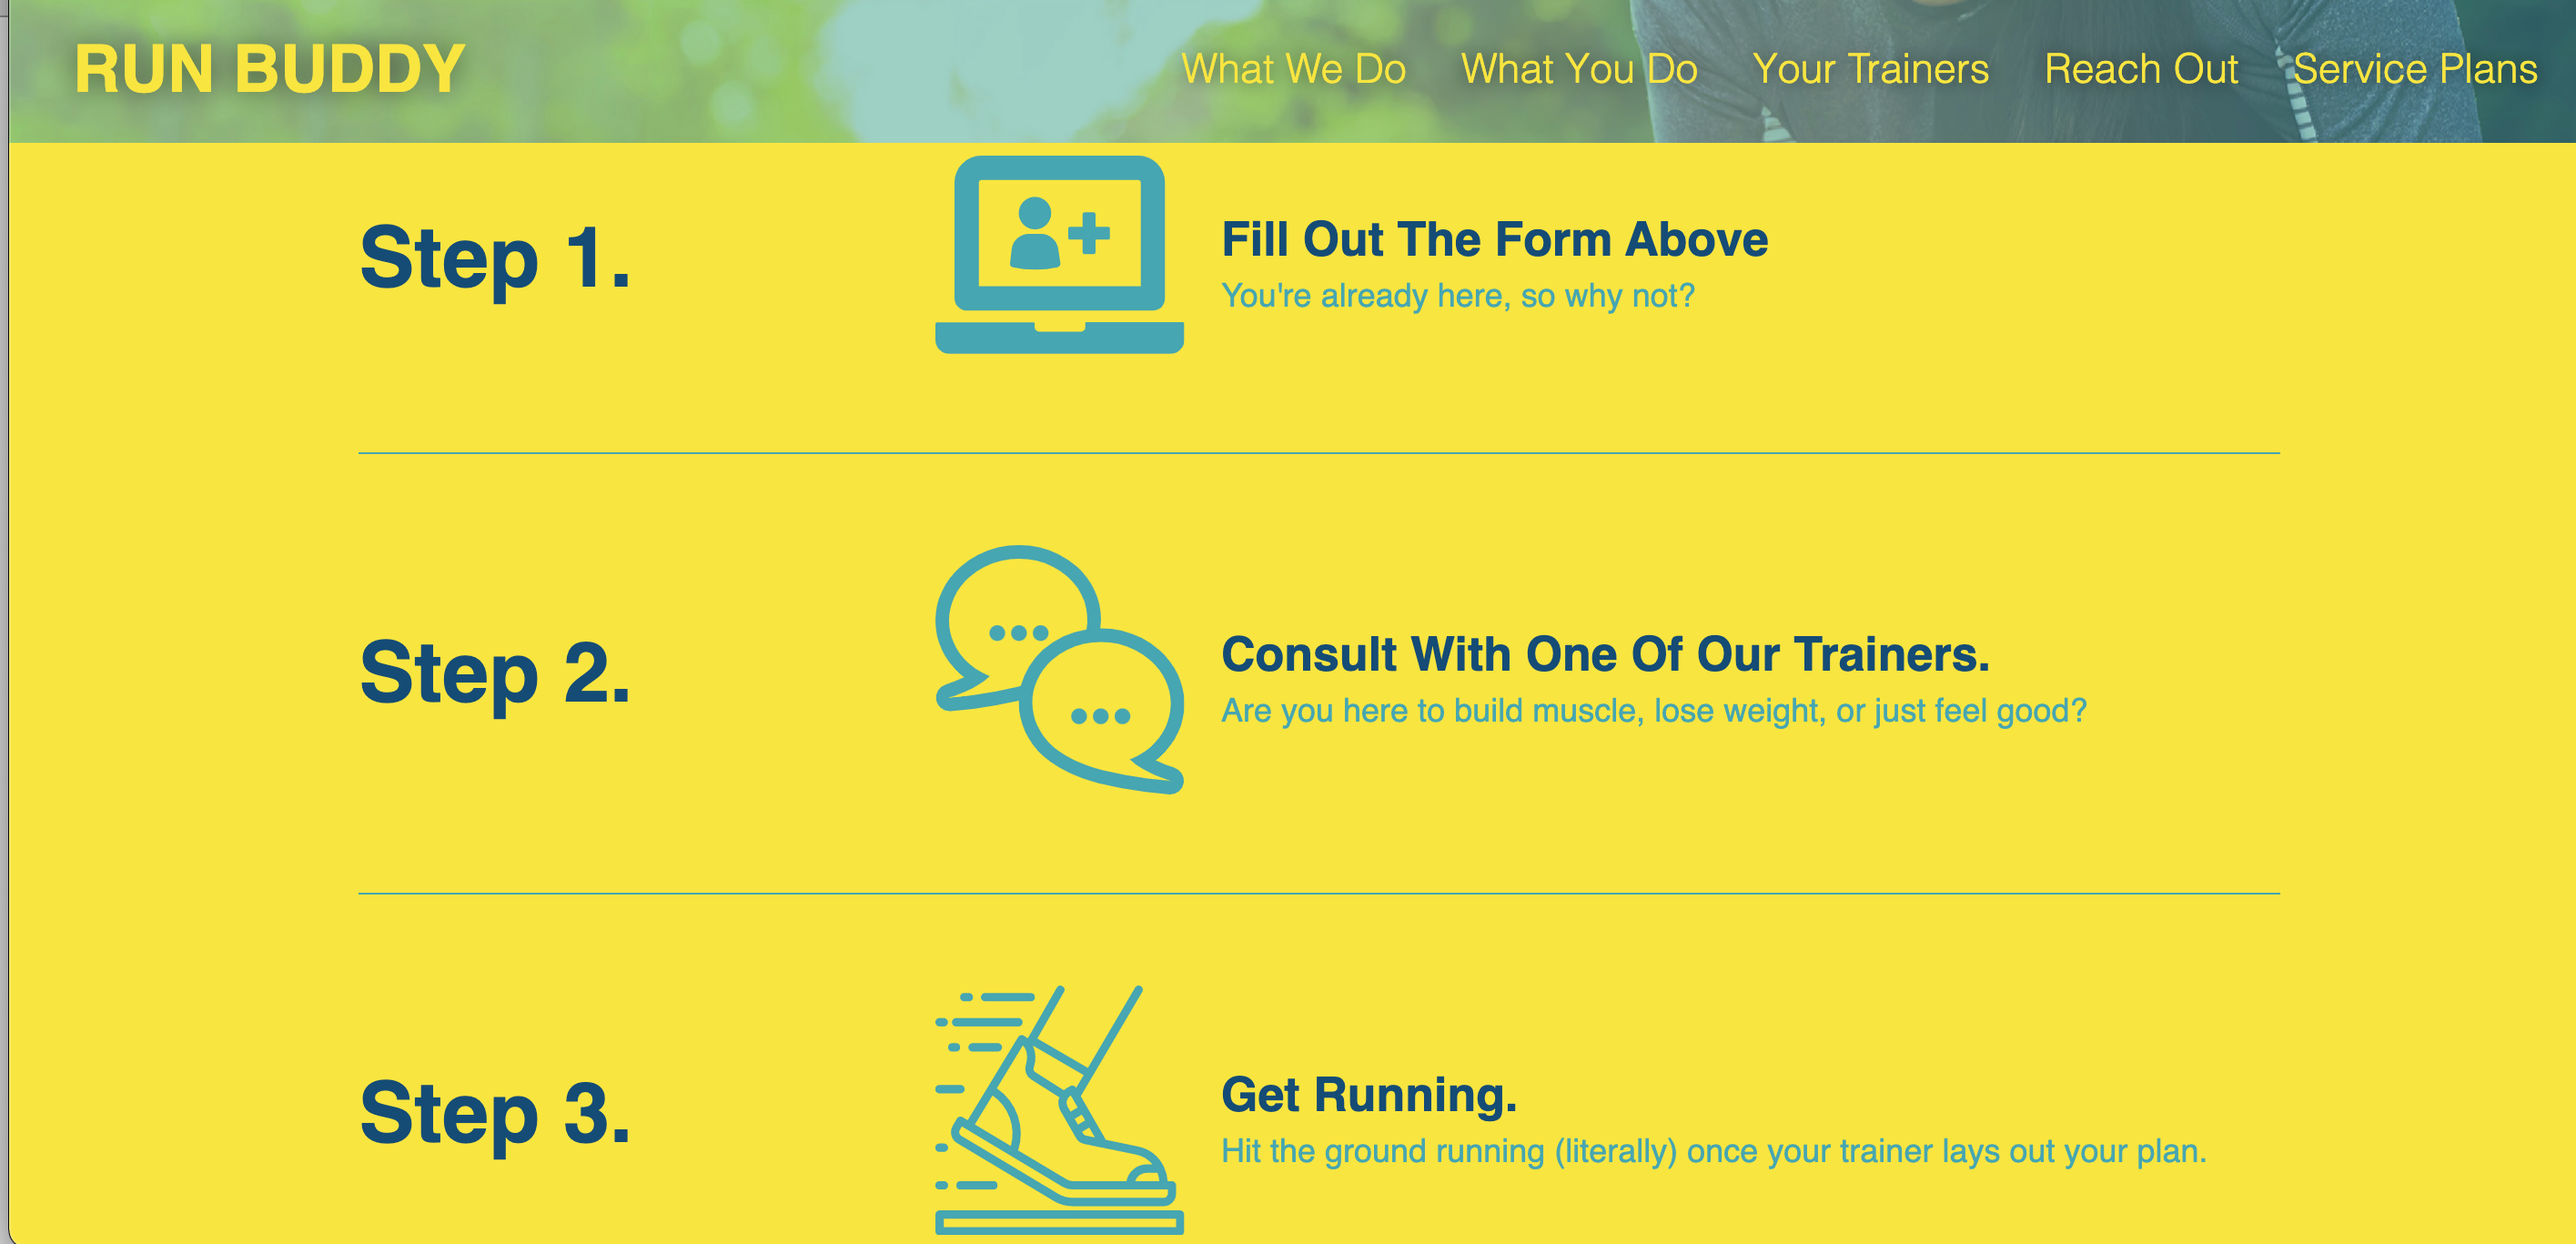 RUN BUDDY
What We Do What You Do Your Trainers Reach Out Service Plans
Step 1.
Fill Out The Form Above
You're already here, so why not?
Step 2.
Consult With One Of Our Trainers.
Are you here to build muscle, lose weight, or just feel good?
Step 3.
Get Running.
Hit the ground running (literally) once your trainer lays out your plan.